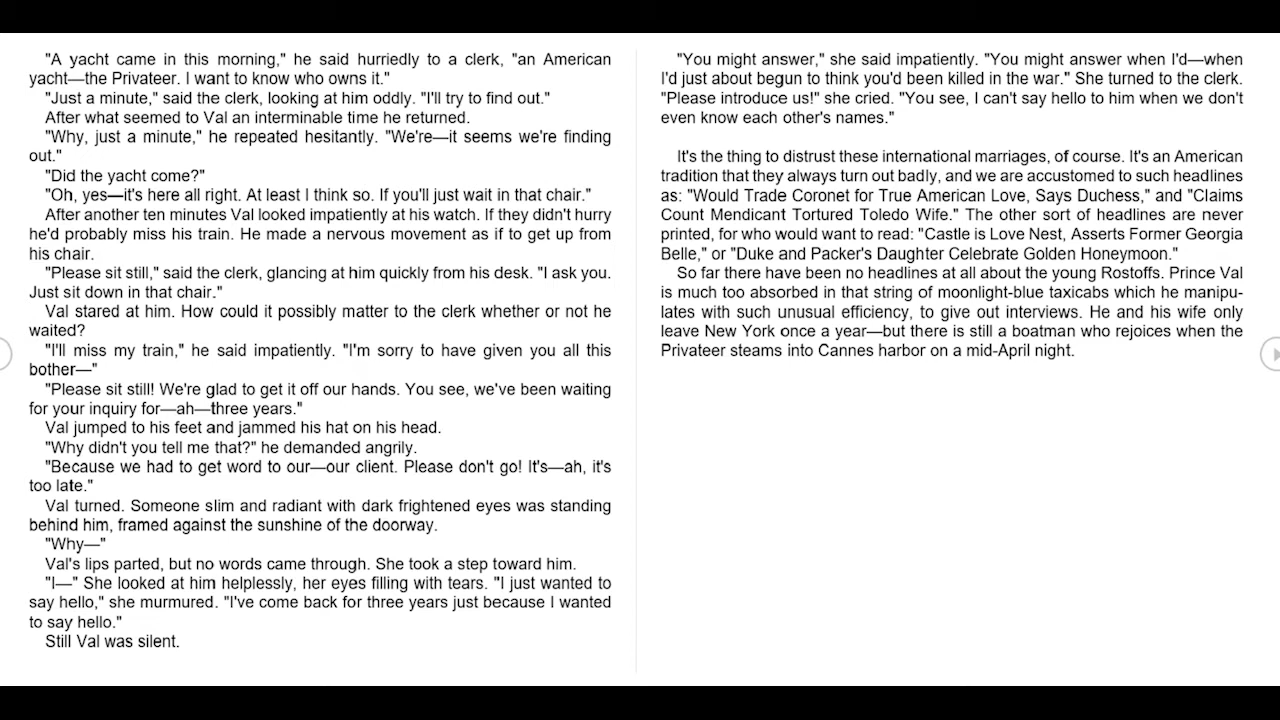 "A yacht came in this morning," he said hurriedly to a clerk, "an American
yacht—the Privateer. I want to know who owns it."
"Just a minute," said the clerk, looking at him oddly. "I'll try to find out."
After what seemed to Val an interminable time he returned.
"Why, just a minute," he repeated hesitantly. "We're—it seems we're finding
out."
"Did the yacht come?"
"Oh, yes—it's here all right. At least I think so. If you'll just wait in that chair."
After another ten minutes Val looked impatiently at his watch. If they didn't hurry
he'd probably miss his train. He made a nervous movement as if to get up from
his chair.
"Please sit still," said the clerk, glancing at him quickly from his desk. "I ask you.
Just sit down in that chair."
Val stared at him. How could it possibly matter to the clerk whether or not he
waited?
"I'll miss my train," he said impatiently. "I'm sorry to have given you all this
bother—"
"Please sit still! We're glad to get it off our hands. You see, we've been waiting
for your inquiry for—ah—three years."
Val jumped to his feet and jammed his hat on his head.
"Why didn't you tell me that?" he demanded angrily.
"Because we had to get word to our—our client. Please don't go! It's—ah, it's
too late."
Val turned. Someone slim and radiant with dark frightened eyes was standing
behind him, framed against the sunshine of the doorway.
"Why—"
Val's lips parted, but no words came through. She took a step toward him.
"I—" She looked at him helplessly, her eyes filling with tears. "I just wanted to
say hello," she murmured. "I've come back for three years just because I wanted
to say hello."
Still Val was silent.
"You might answer," she said impatiently. "You might answer when I'd—when
I'd just about begun to think you'd been killed in the war." She turned to the clerk.
"Please introduce us!" she cried. "You see, I can't say hello to him when we don't
even know each other's names."
It's the thing to distrust these international marriages, of course. It's an American
tradition that they always turn out badly, and we are accustomed to such headlines
as: "Would Trade Coronet for True American Love, Says Duchess," and "Claims
Count Mendicant Tortured Toledo Wife." The other sort of headlines are never
printed, for who would want to read: "Castle is Love Nest, Asserts Former Georgia
Belle," or "Duke and Packer's Daughter Celebrate Golden Honeymoon."
So far there have been no headlines at all about the young Rostoffs. Prince Val
is much too absorbed in that string of moonlight-blue taxicabs which he manipu-
lates with such unusual efficiency, to give out interviews. He and his wife only
leave New York once a year—but there is still a boatman who rejoices when the
Privateer steams into Cannes harbor on a mid-April night.